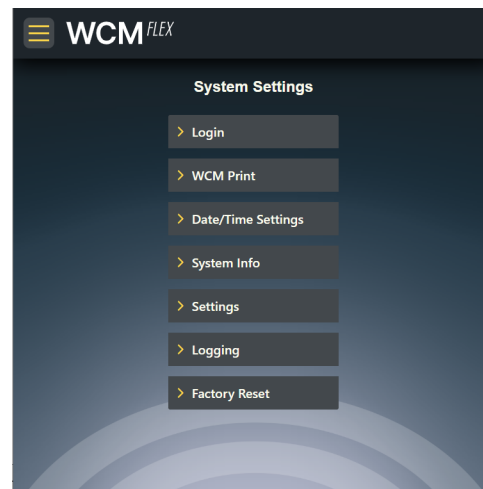 WCM FLEX
System Settings
Login
WCM Print
Date/Time Settings
System Info
Settings
Logging
Factory Reset